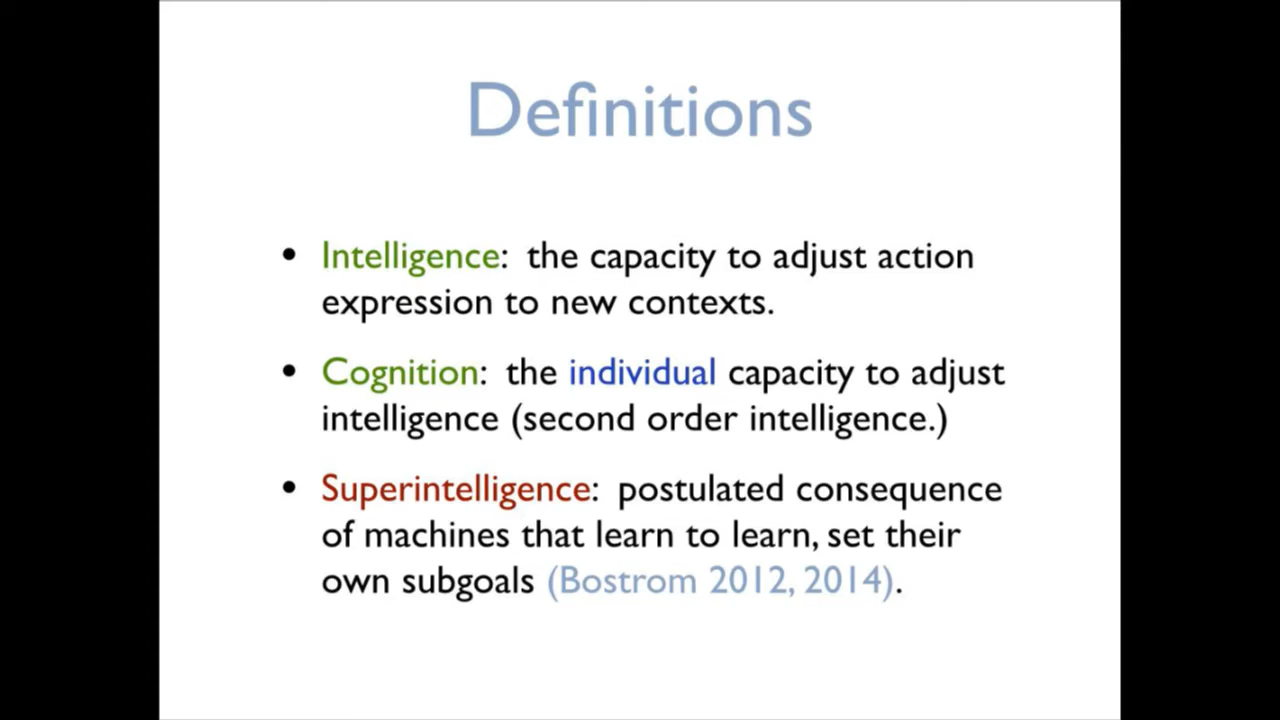 Definitions
• Intelligence: the capacity to adjust action
expression to new contexts.
• Cognition: the individual capacity to adjust
intelligence (second order intelligence.)
• Superintelligence: postulated consequence
of machines that learn to learn, set their
own subgoals (Bostrom 2012, 2014).